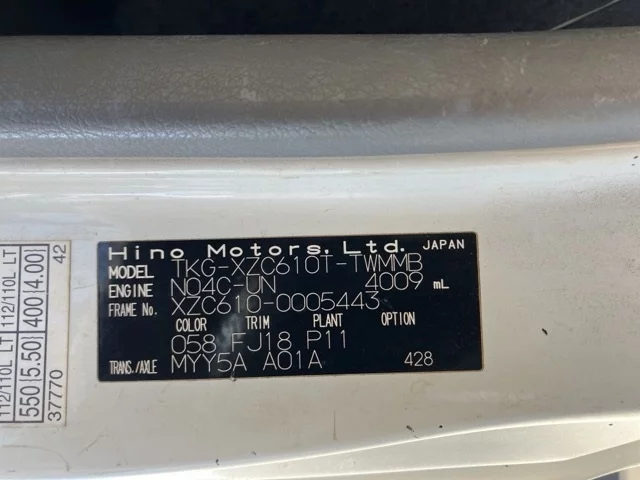 Hino Motors, Ltd. JAPAN
MODEL TKG-XZC610T-TWMMB
ENGINE N04C-UN 4009 mL
FRAME No. XZC610-0005443
COLOR TRIM PLANT OPTION
058 FJ18 P11
TRANS./AXLE MYY5A A01A 428
112/110L LT 112/110L LT
550(5.50) 400(4.00)
37770 42